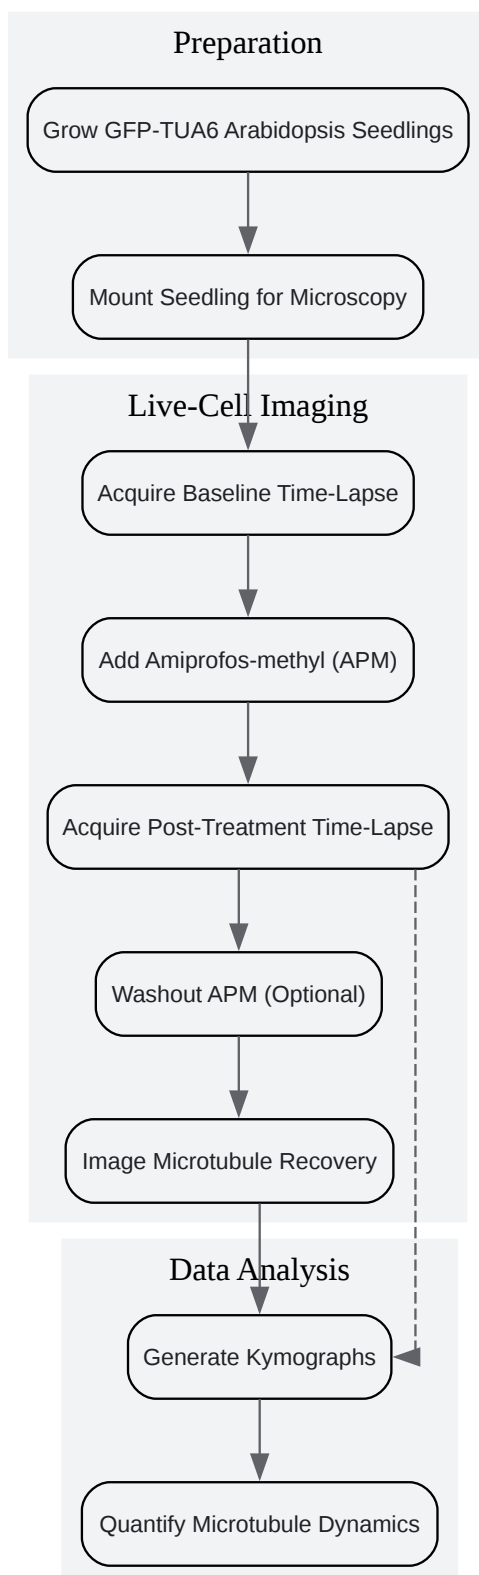 Preparation
Grow GFP-TUA6 Arabidopsis Seedlings
Mount Seedling for Microscopy
Live-Cell Imaging
Acquire Baseline Time-Lapse
Add Amiprofos-methyl (APM)
Acquire Post-Treatment Time-Lapse
Washout APM (Optional)
Image Microtubule Recovery
Data Analysis
Generate Kymographs
Quantify Microtubule Dynamics